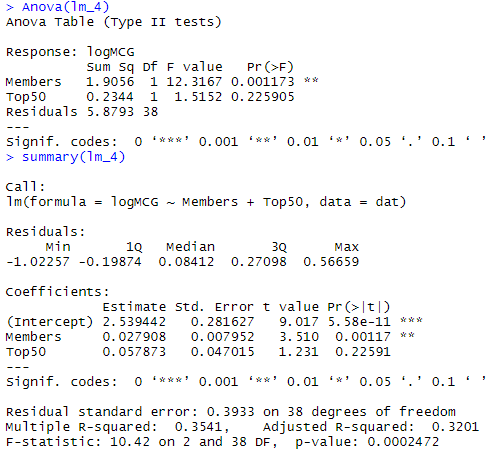 > Anova(lm_4)
Anova Table (Type II tests)
Response: logMCG
Sum Sq Df F value Pr(>F)
Members 1.9056 1 12.3167 0.001173 **
Top50 0.2344 1 1.5152 0.225905
Residuals 5.8793 38
---
Signif. codes: 0 ‘***’ 0.001 ‘**’ 0.01 ‘*’ 0.05 ‘.’ 0.1 ‘ ’
> summary(lm_4)
Call:
lm(formula = logMCG ~ Members + Top50, data = dat)
Residuals:
Min 1Q Median 3Q Max
-1.02257 -0.19874 0.08412 0.27098 0.56659
Coefficients:
Estimate Std. Error t value Pr(>|t|)
(Intercept) 2.539442 0.281627 9.017 5.58e-11 ***
Members 0.027908 0.007952 3.510 0.00117 **
Top50 0.057873 0.047015 1.231 0.22591
---
Signif. codes: 0 ‘***’ 0.001 ‘**’ 0.01 ‘*’ 0.05 ‘.’ 0.1 ‘ ’
Residual standard error: 0.3933 on 38 degrees of freedom
Multiple R-squared: 0.3541, Adjusted R-squared: 0.3201
F-statistic: 10.42 on 2 and 38 DF, p-value: 0.0002472